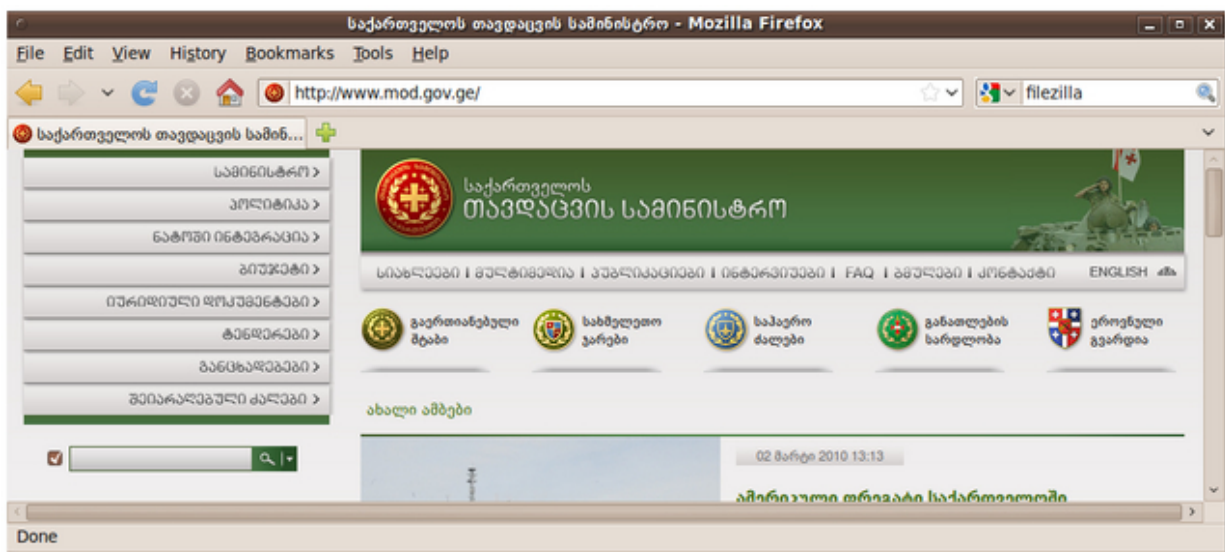 საქართველოს თავდაცვის სამინისტრო - Mozilla Firefox
File Edit View History Bookmarks Tools Help
http://www.mod.gov.ge/ filezilla
საქართველოს თავდაცვის სამინ...
სამინისტრო >
პოლიტიკა >
ნატოში ინტეგრაცია >
ბიუჯეტი >
იურიდიული დოკუმენტები >
ტენდერები >
განცხადებები >
შეიარაღებული ძალები >
საქართველოს
თავდაცვის სამინისტრო
სიახლეები | მულტიმედია | პუბლიკაციები | ინტერვიუები | FAQ | ბმულები | კონტაქტი ENGLISH
გაერთიანებული შტაბი
სახმელეთო ჯარები
საჰაერო ძალები
განათლების სარდლობა
ეროვნული გვარდია
ახალი ამბები
02 მარტი 2010 13:13
ამერიკული ფრეგატი საქართველოში
Done